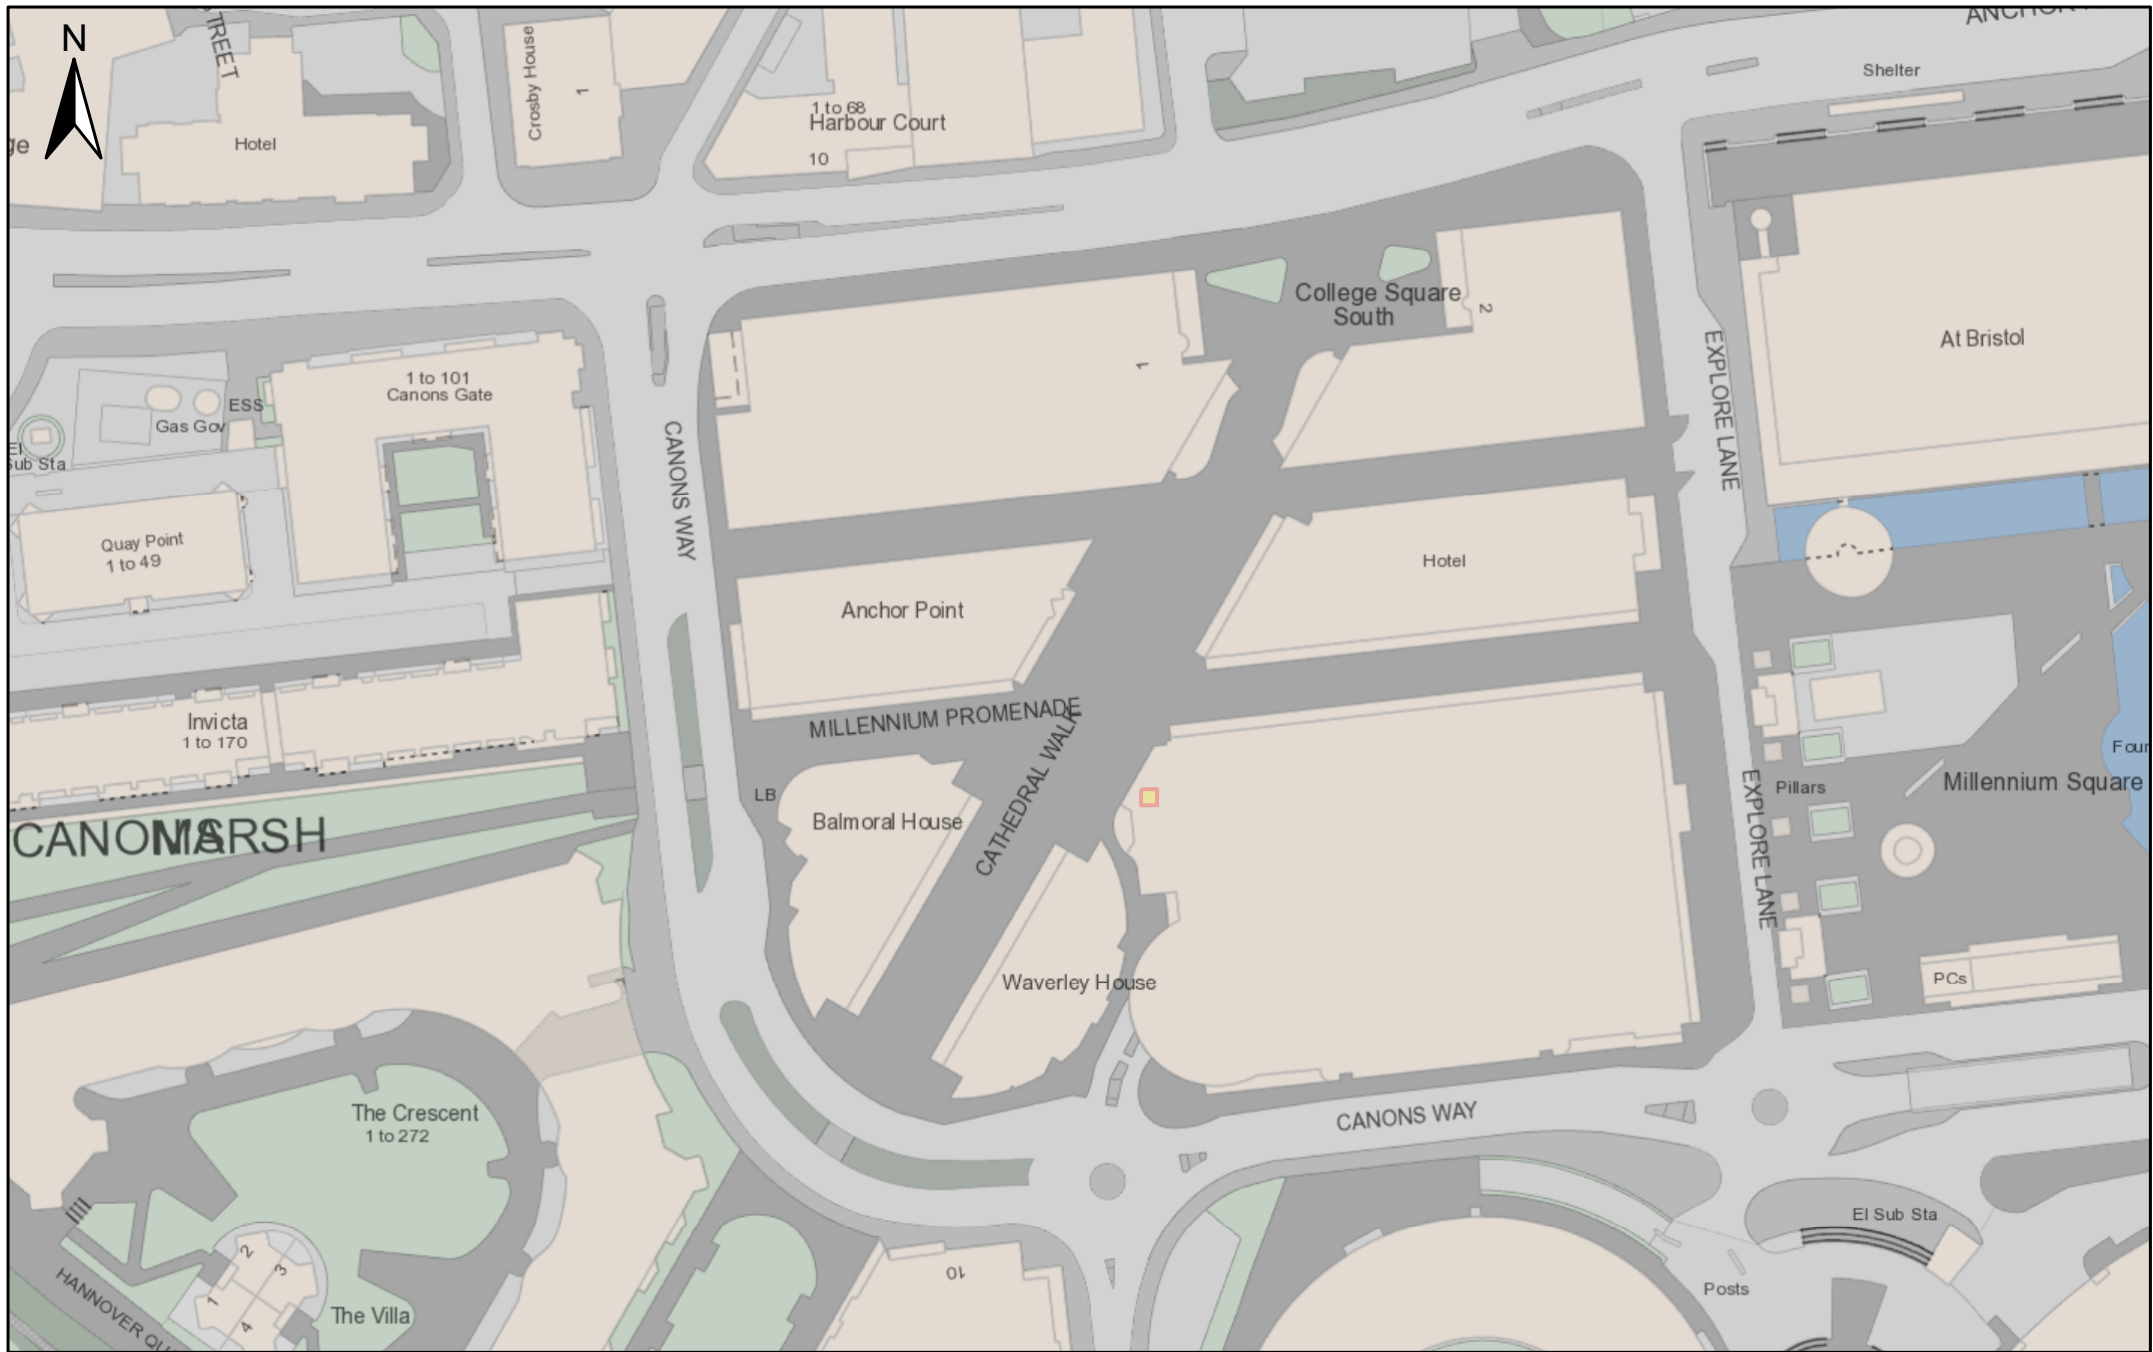 N
STREET
Hotel
Crosby House
1
1 to 68
Harbour Court
10
ANCHOR
Shelter
College Square
South
2
1
At Bristol
EXPLORE LANE
1 to 101
Canons Gate
ESS
Gas Gov
El
Sub Sta
CANONS WAY
Quay Point
1 to 49
Hotel
Anchor Point
MILLENNIUM PROMENADE
CATHEDRAL WALK
Invicta
1 to 170
LB
Balmoral House
CANONS
MARSH
Waverley House
EXPLORE LANE
Pillars
Millennium Square
PCs
CANONS WAY
The Crescent
1 to 272
El Sub Sta
Posts
10
2
3
1
4
The Villa
HANNOVER